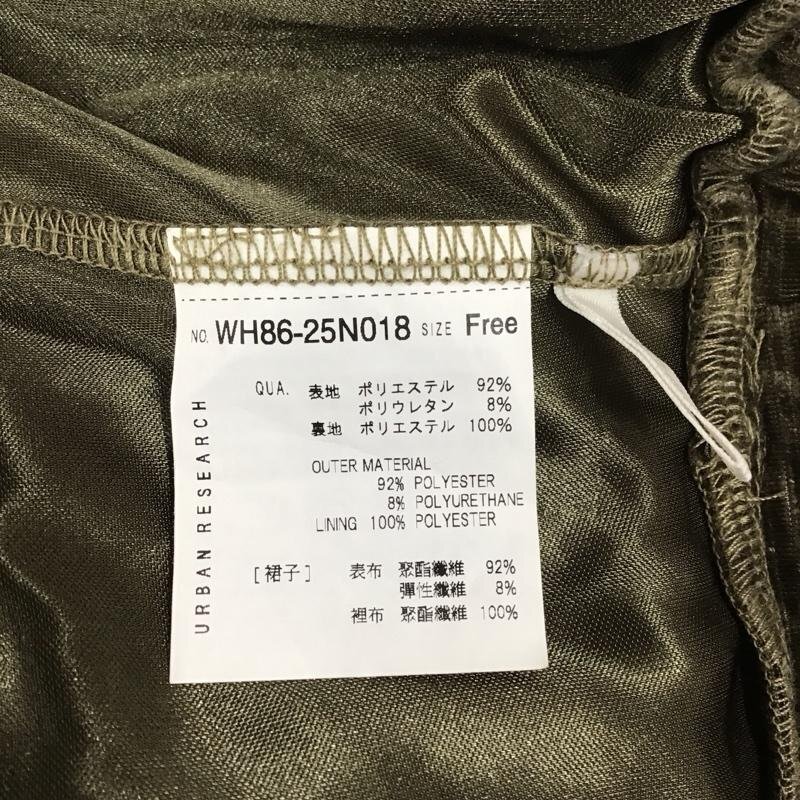 NO. WH86-25N018 SIZE Free
QUA. 表地 ポリエステル 92%
ポリウレタン 8%
裏地 ポリエステル 100%
OUTER MATERIAL
92% POLYESTER
8% POLYURETHANE
LINING 100% POLYESTER
[裙子] 表布 聚酯纖維 92%
彈性纖維 8%
裡布 聚酯纖維 100%
URBAN RESEARCH